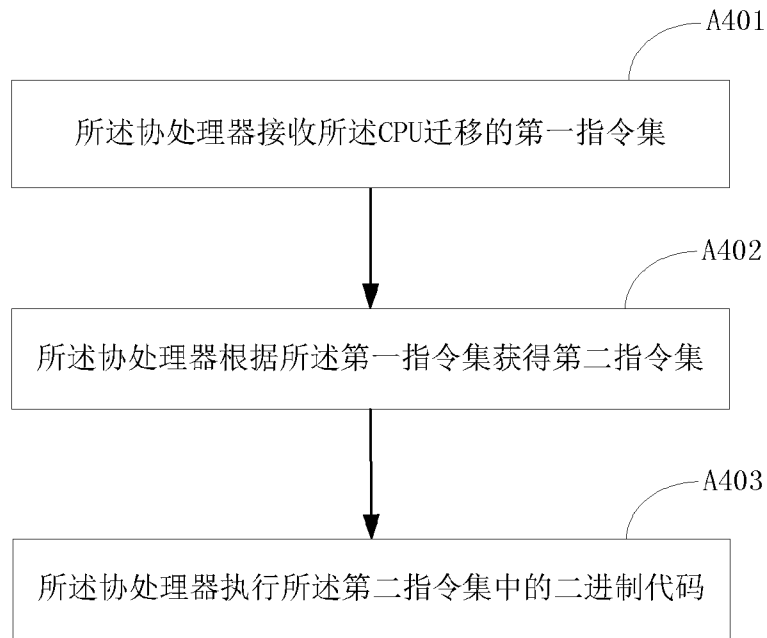 A401
所述协处理器接收所述CPU迁移的第一指令集
A402
所述协处理器根据所述第一指令集获得第二指令集
A403
所述协处理器执行所述第二指令集中的二进制代码